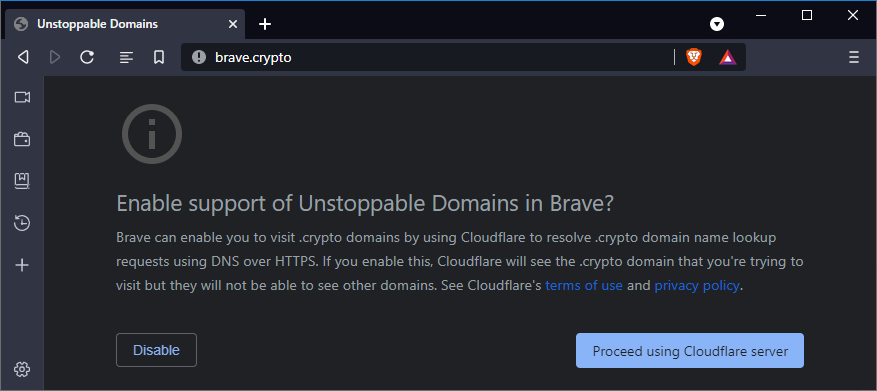 Unstoppable Domains
brave.crypto
Enable support of Unstoppable Domains in Brave?
Brave can enable you to visit .crypto domains by using Cloudflare to resolve .crypto domain name lookup
requests using DNS over HTTPS. If you enable this, Cloudflare will see the .crypto domain that you're trying to
visit but they will not be able to see other domains. See Cloudflare's terms of use and privacy policy.
Disable
Proceed using Cloudflare server